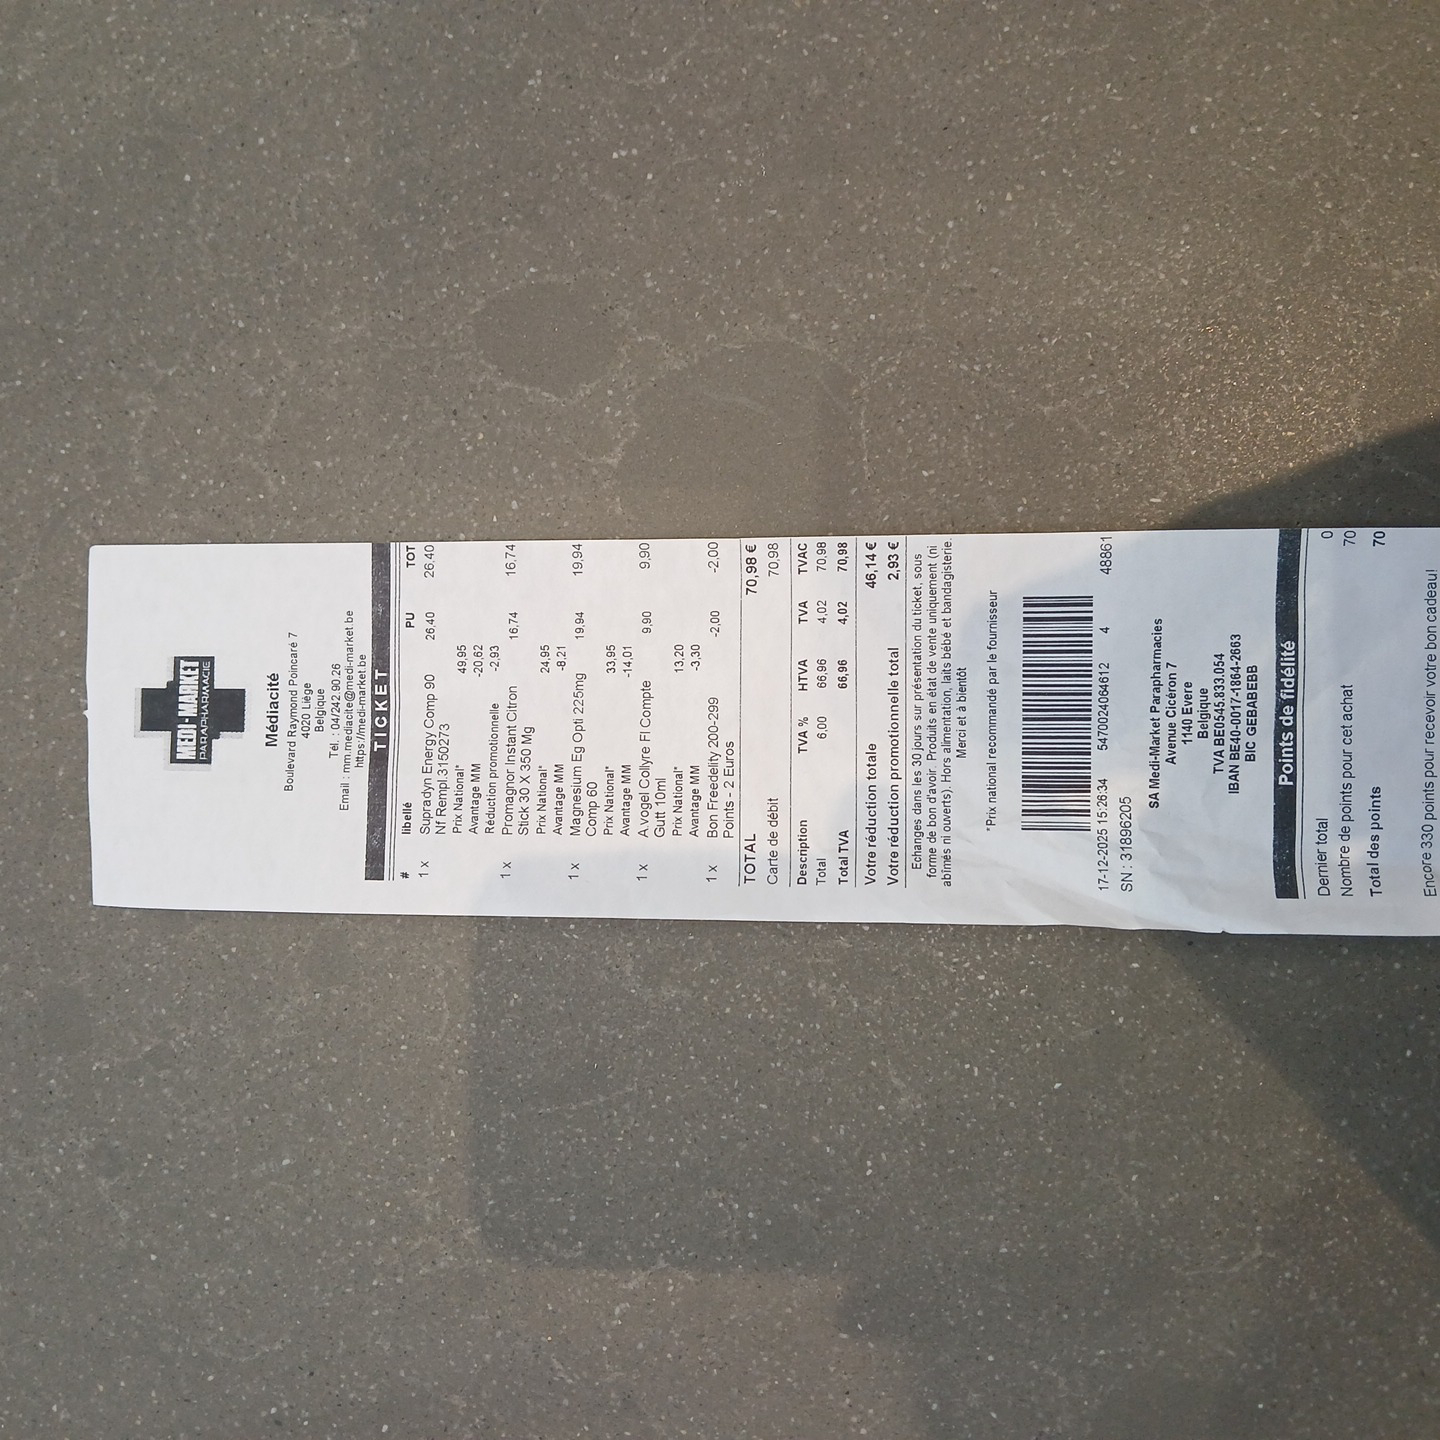 MEDI-MARKET
PARAPHARMACIE
Médiacité
Boulevard Raymond Poincaré 7
4020 Liège
Belgique
Tel. : 04/242.90.26
Email : mm.mediacite@medi-market.be
https://medi-market.be
TICKET
# libellé PU TOT
1 x Supradyn Energy Comp 90 26,40 26,40
Nf Rempl.3150273
Prix National* 49,95
Avantage MM -20,62
Réduction promotionnelle -2,93
1 x Promagnor Instant Citron 16,74 16,74
Stick 30 X 350 Mg
Prix National* 24,95
Avantage MM -8,21
1 x Magnesium Eg Opti 225mg 19,94 19,94
Comp 60
Prix National* 33,95
Avantage MM -14,01
1 x A.vogel Collyre Fl Compte 9,90 9,90
Gutt 10ml
Prix National* 13,20
Avantage MM -3,30
1 x Bon Freedelity 200-299 -2,00 -2,00
Points - 2 Euros
TOTAL 70,98 €
Carte de débit 70,98
Description TVA % HTVA TVA TVAC
Total 6,00 66,96 4,02 70,98
Total TVA 66,96 4,02 70,98
Votre réduction totale 46,14 €
Votre réduction promotionnelle total 2,93 €
Echanges dans les 30 jours sur présentation du ticket, sous
forme de bon d'avoir. Produits en état de vente uniquement (ni
abimés ni ouverts). Hors alimentation, laits bébé et bandagisterie.
Merci et à bientôt
*Prix national recommandé par le fournisseur
17-12-2025 15:26:34 5470024064612 4 48861
SN : 31896205
SA Medi-Market Parapharmacies
Avenue Cicéron 7
1140 Evere
Belgique
TVA BE0545.833.054
IBAN BE40-0017-1864-2663
BIC GEBABEBB
Points de fidélité
Dernier total 0
Nombre de points pour cet achat 70
Total des points 70
Encore 330 points pour recevoir votre bon cadeau!